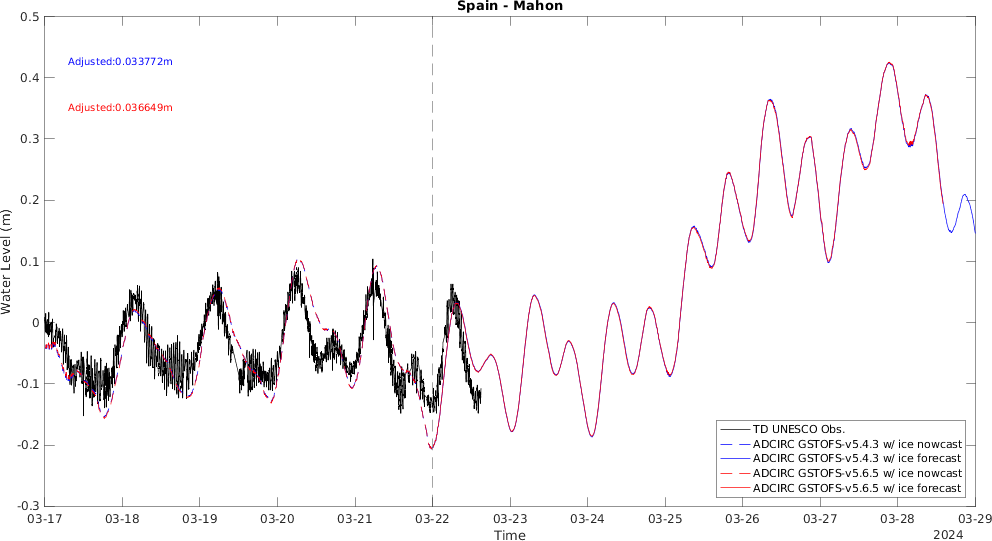 Spain - Mahon
0.5
0.4
0.3
0.2
0.1
0
-0.1
-0.2
-0.3
Water Level (m)
Adjusted:0.033772m
Adjusted:0.036649m
TD UNESCO Obs.
ADCIRC GSTOFS-v5.4.3 w/ ice nowcast
ADCIRC GSTOFS-v5.4.3 w/ ice forecast
ADCIRC GSTOFS-v5.6.5 w/ ice nowcast
ADCIRC GSTOFS-v5.6.5 w/ ice forecast
03-17 03-18 03-19 03-20 03-21 03-22 03-23 03-24 03-25 03-26 03-27 03-28 03-29
Time
2024